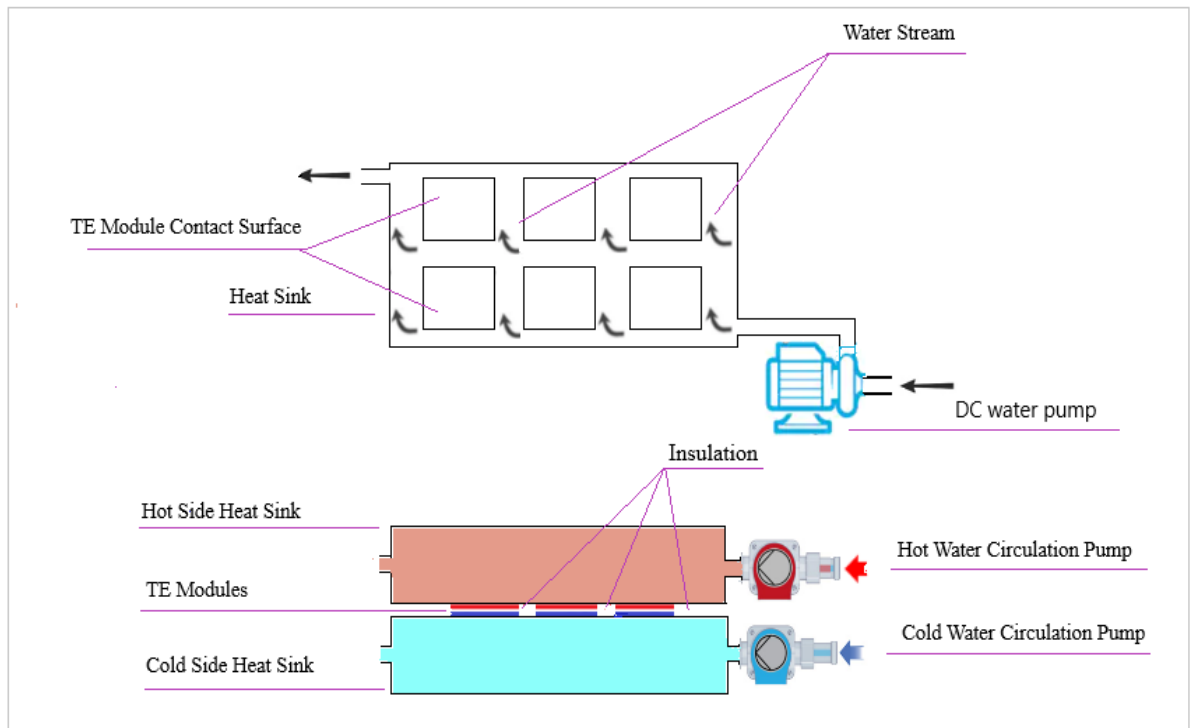 Water Stream
TE Module Contact Surface
Heat Sink
DC water pump
Insulation
Hot Side Heat Sink
Hot Water Circulation Pump
TE Modules
Cold Water Circulation Pump
Cold Side Heat Sink